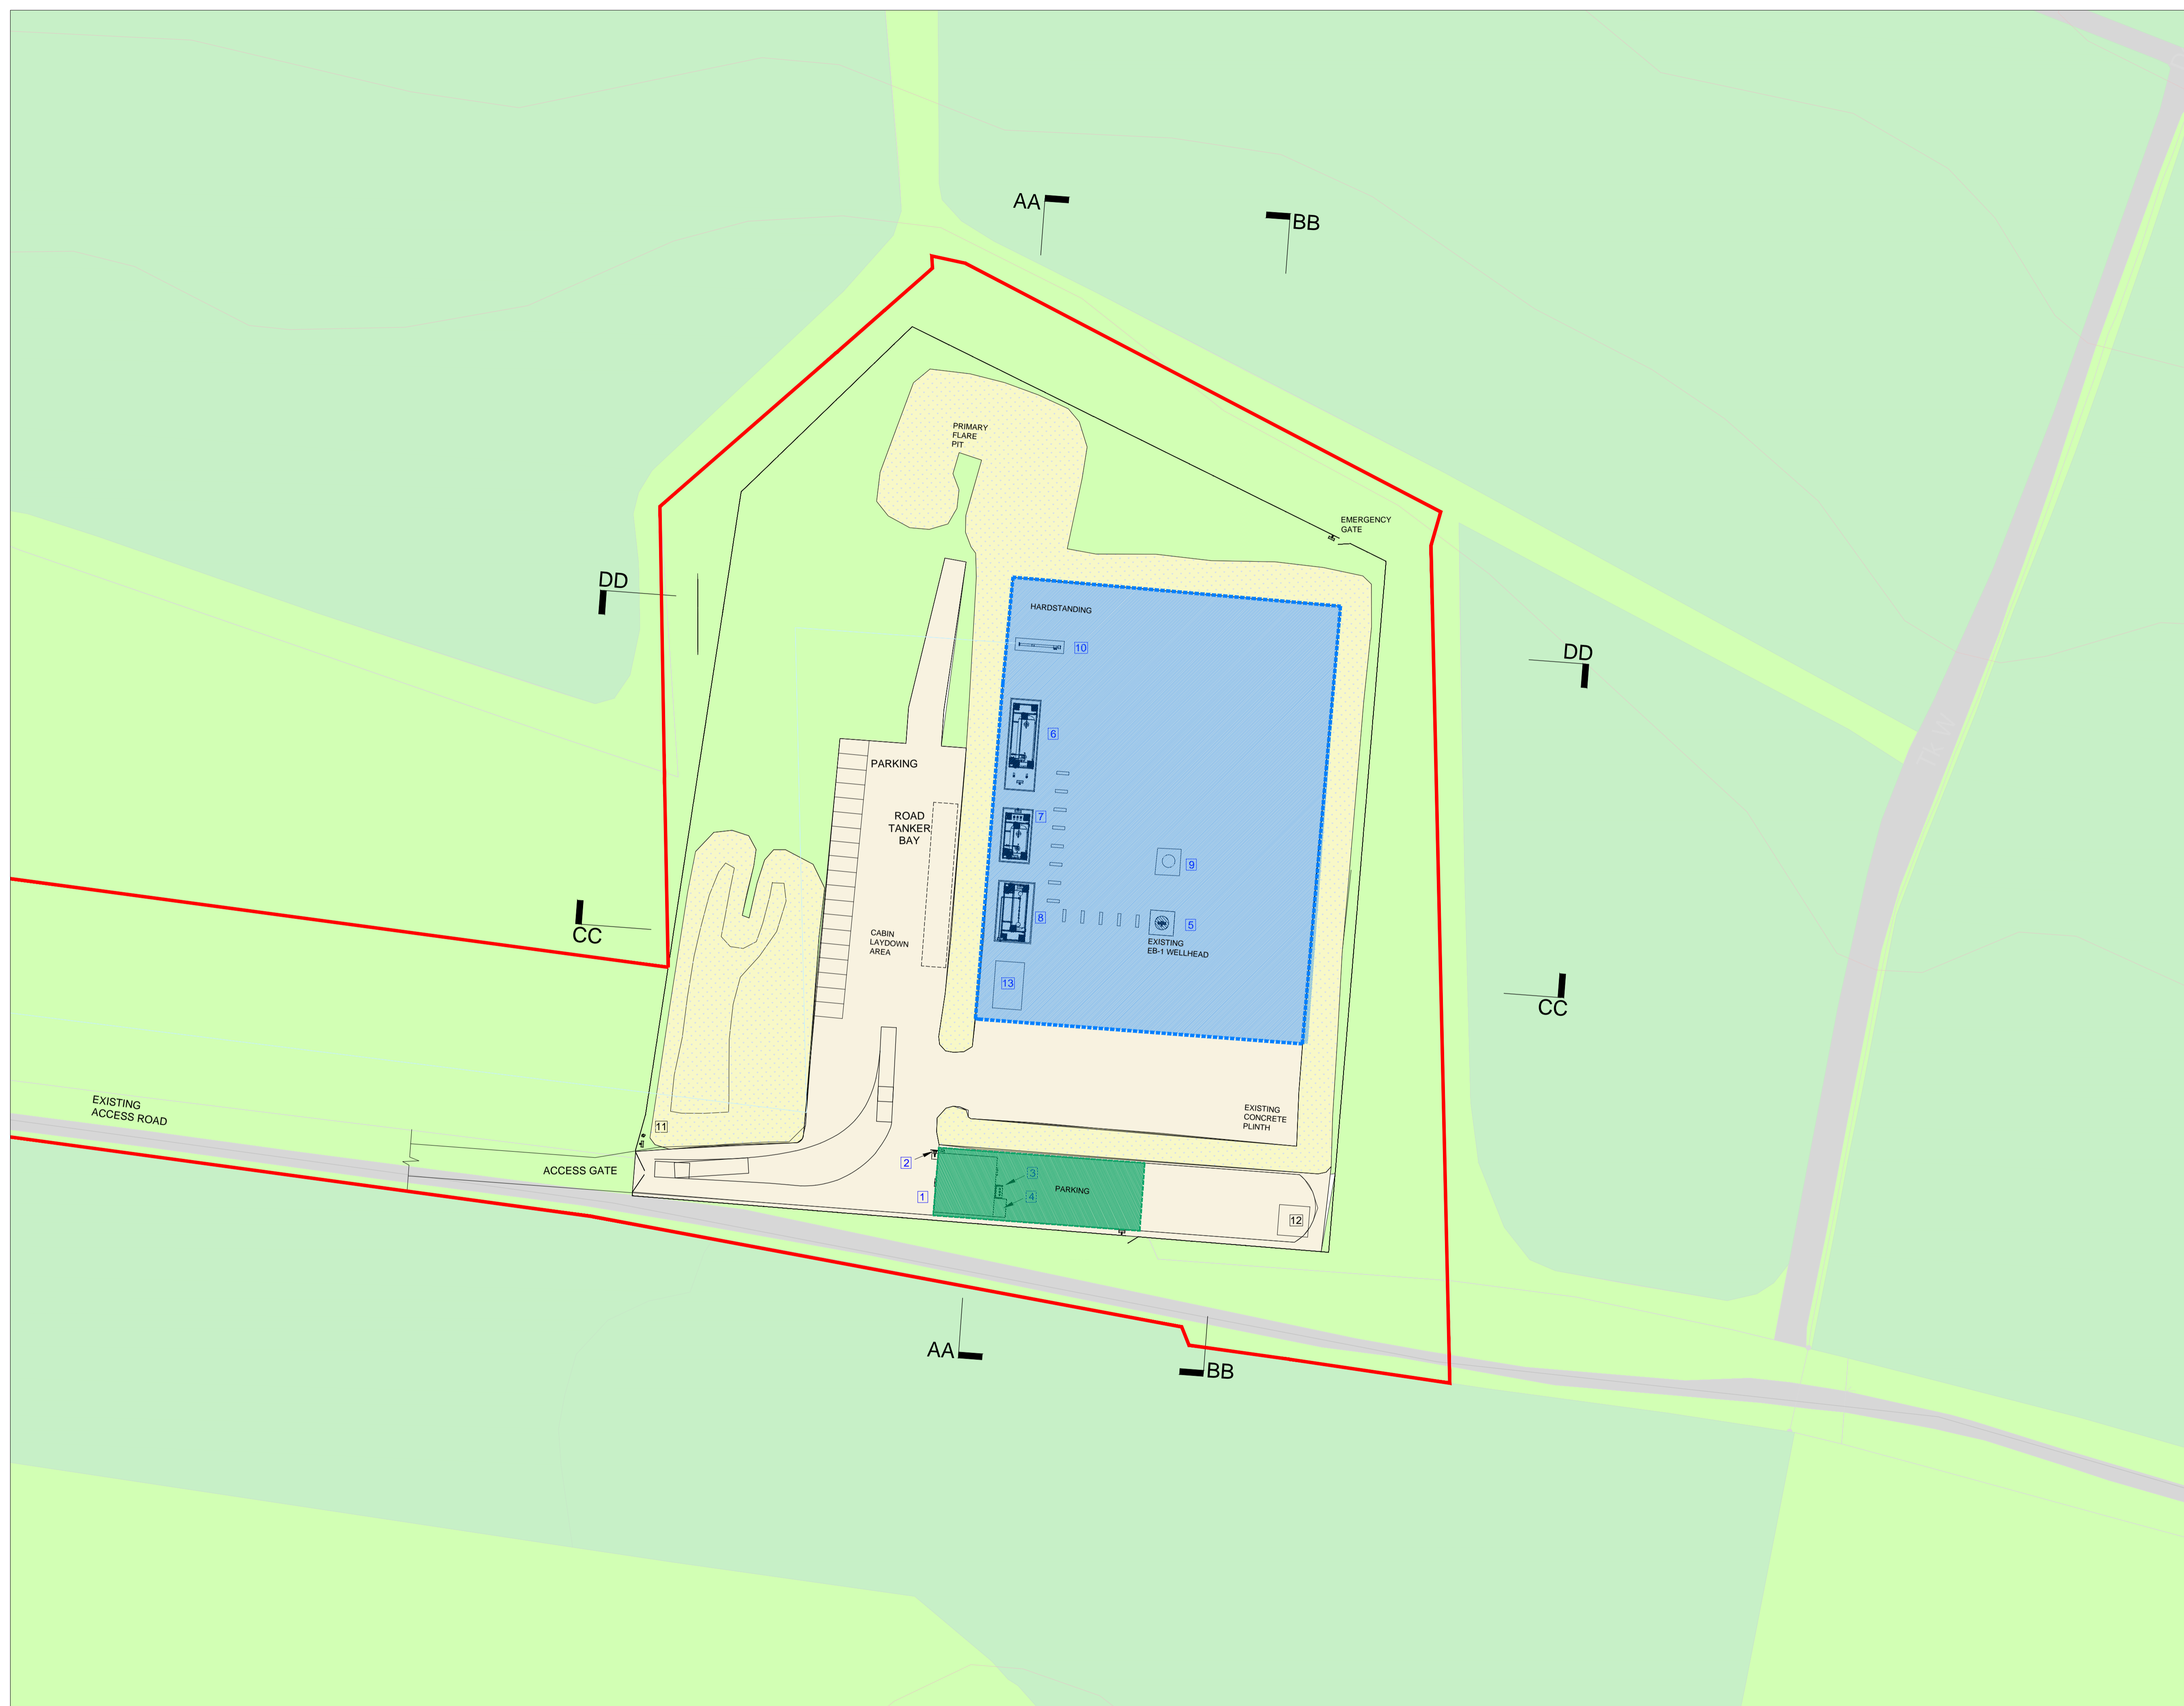 AA
BB
PRIMARY
FLARE
PIT
EMERGENCY
GATE
DD
HARDSTANDING
10
DD
6
PARKING
Tk W
7
ROAD
TANKER
BAY
9
8
5
CC
CABIN
LAYDOWN
AREA
EXISTING
EB-1 WELLHEAD
13
CC
EXISTING
ACCESS ROAD
EXISTING
CONCRETE
PLINTH
11
2
ACCESS GATE
3
PARKING
1
4
12
AA
BB